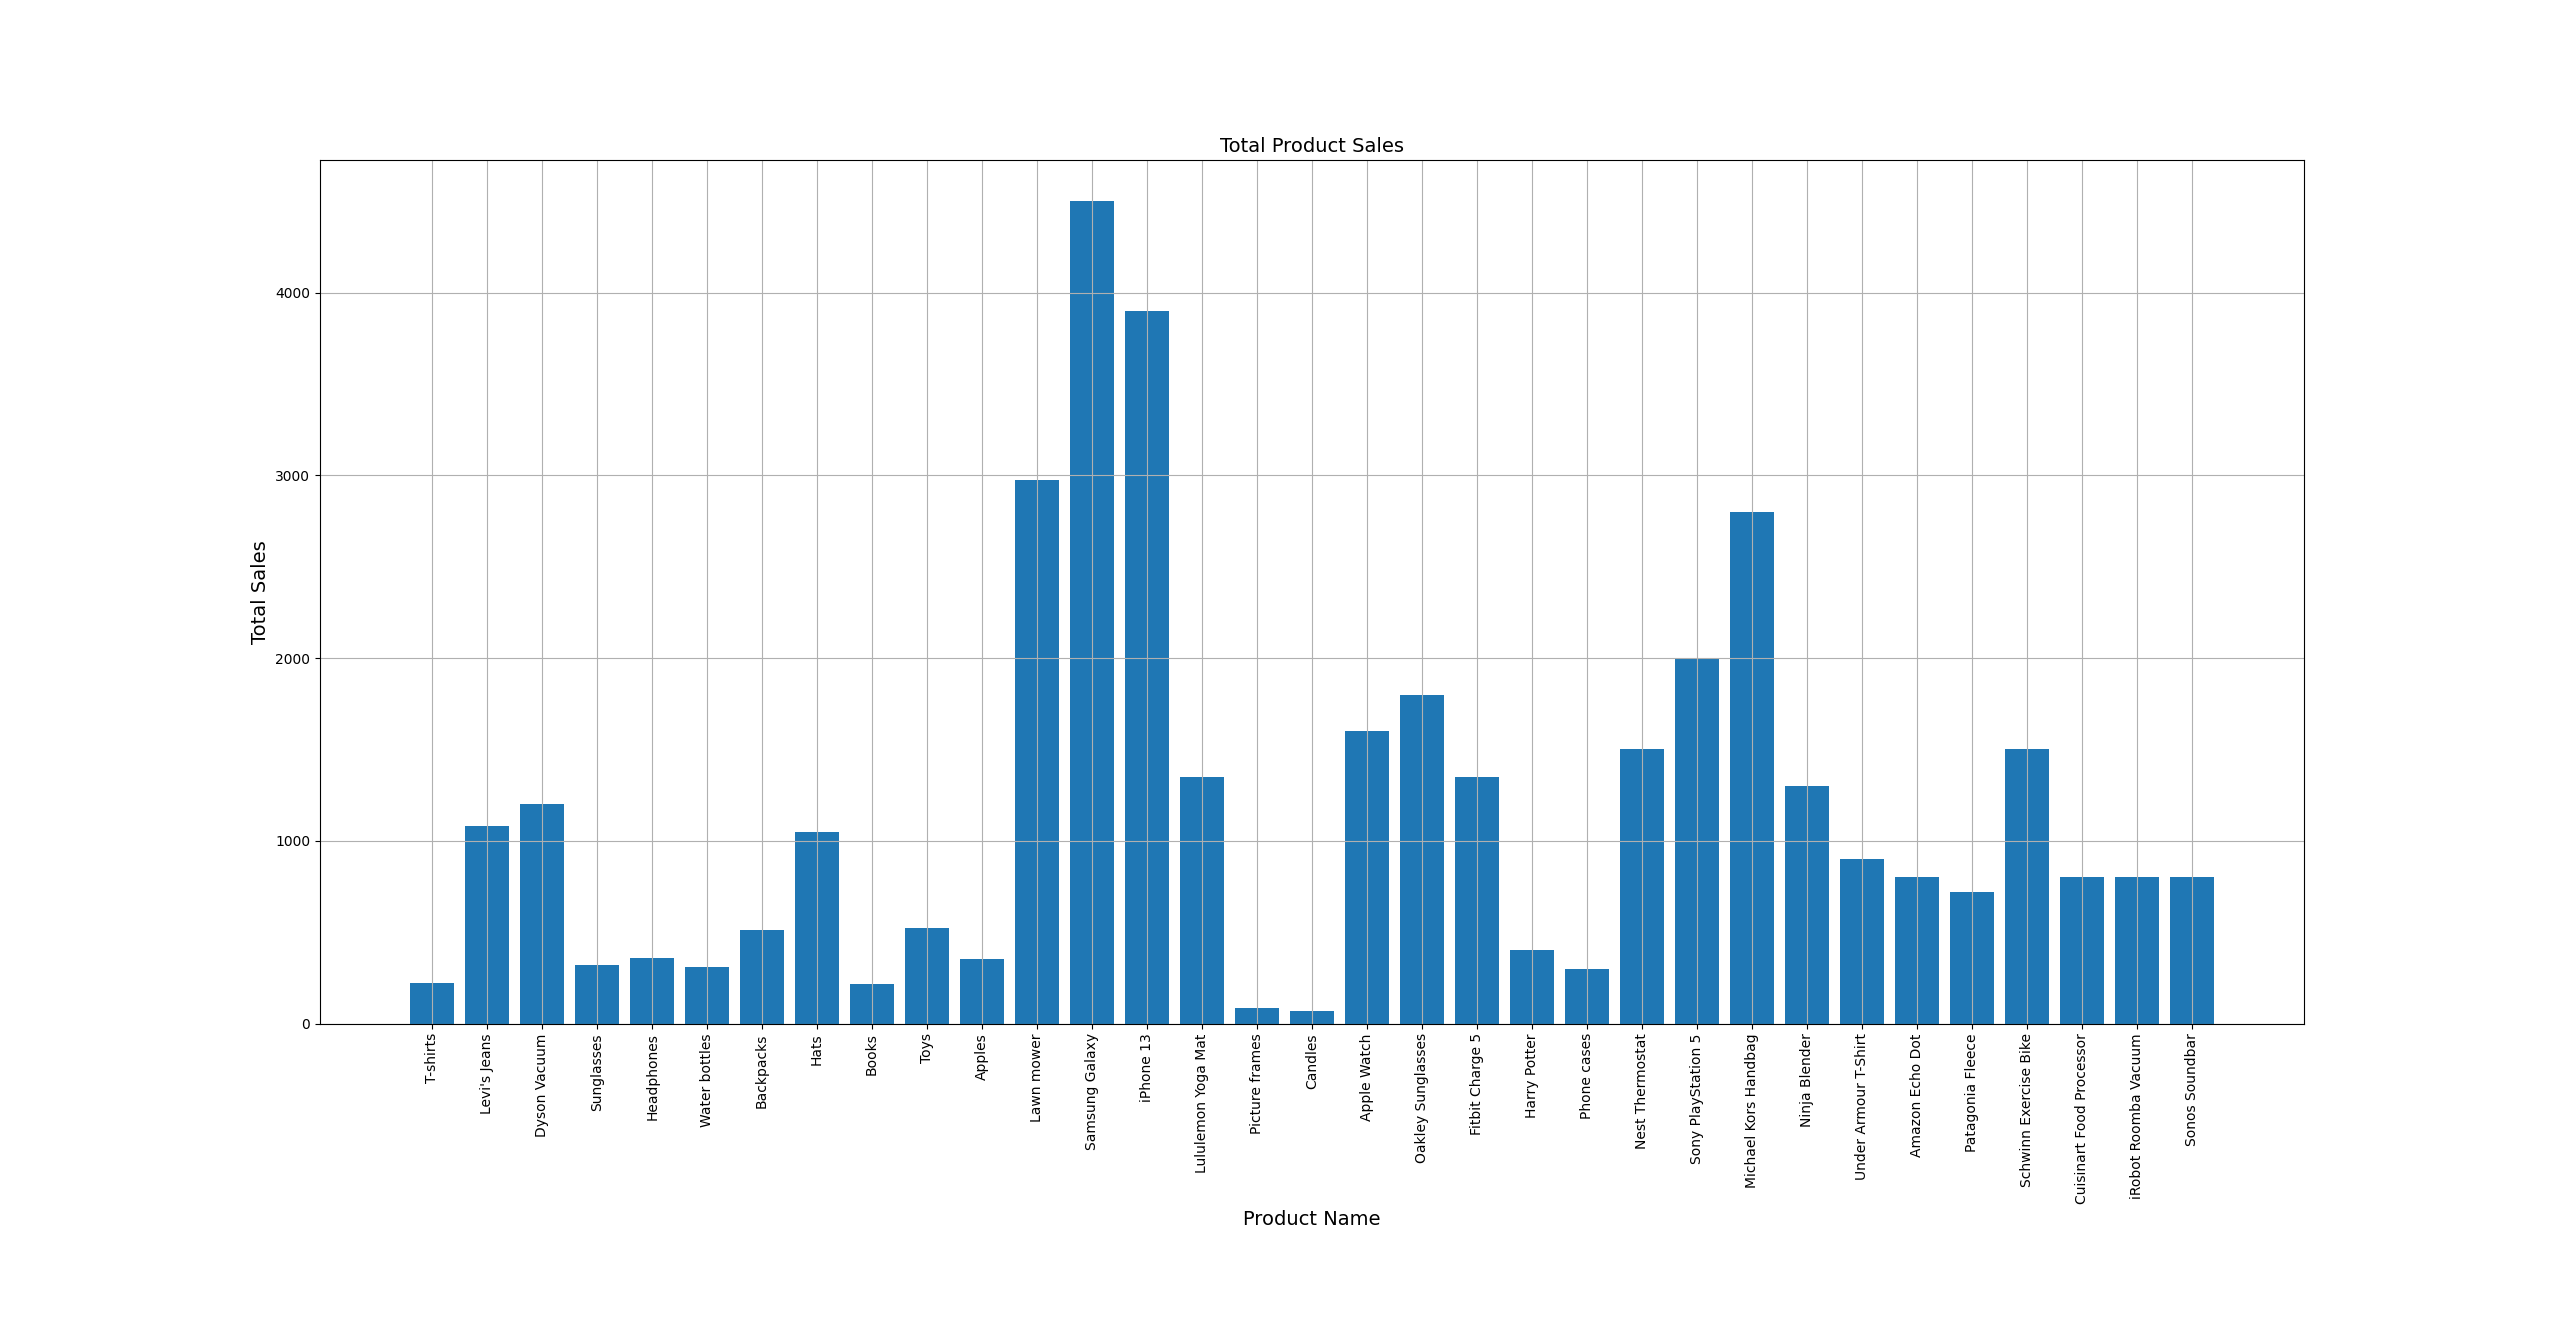 Total Product Sales
Total Sales
4000
3000
2000
1000
0
T-shirts
Levi's Jeans
Dyson Vacuum
Sunglasses
Headphones
Water bottles
Backpacks
Hats
Books
Toys
Apples
Lawn mower
Samsung Galaxy
iPhone 13
Lululemon Yoga Mat
Picture frames
Candles
Apple Watch
Oakley Sunglasses
Fitbit Charge 5
Harry Potter
Phone cases
Nest Thermostat
Sony PlayStation 5
Michael Kors Handbag
Ninja Blender
Under Armour T-Shirt
Amazon Echo Dot
Patagonia Fleece
Schwinn Exercise Bike
Cuisinart Food Processor
iRobot Roomba Vacuum
Sonos Soundbar
Product Name